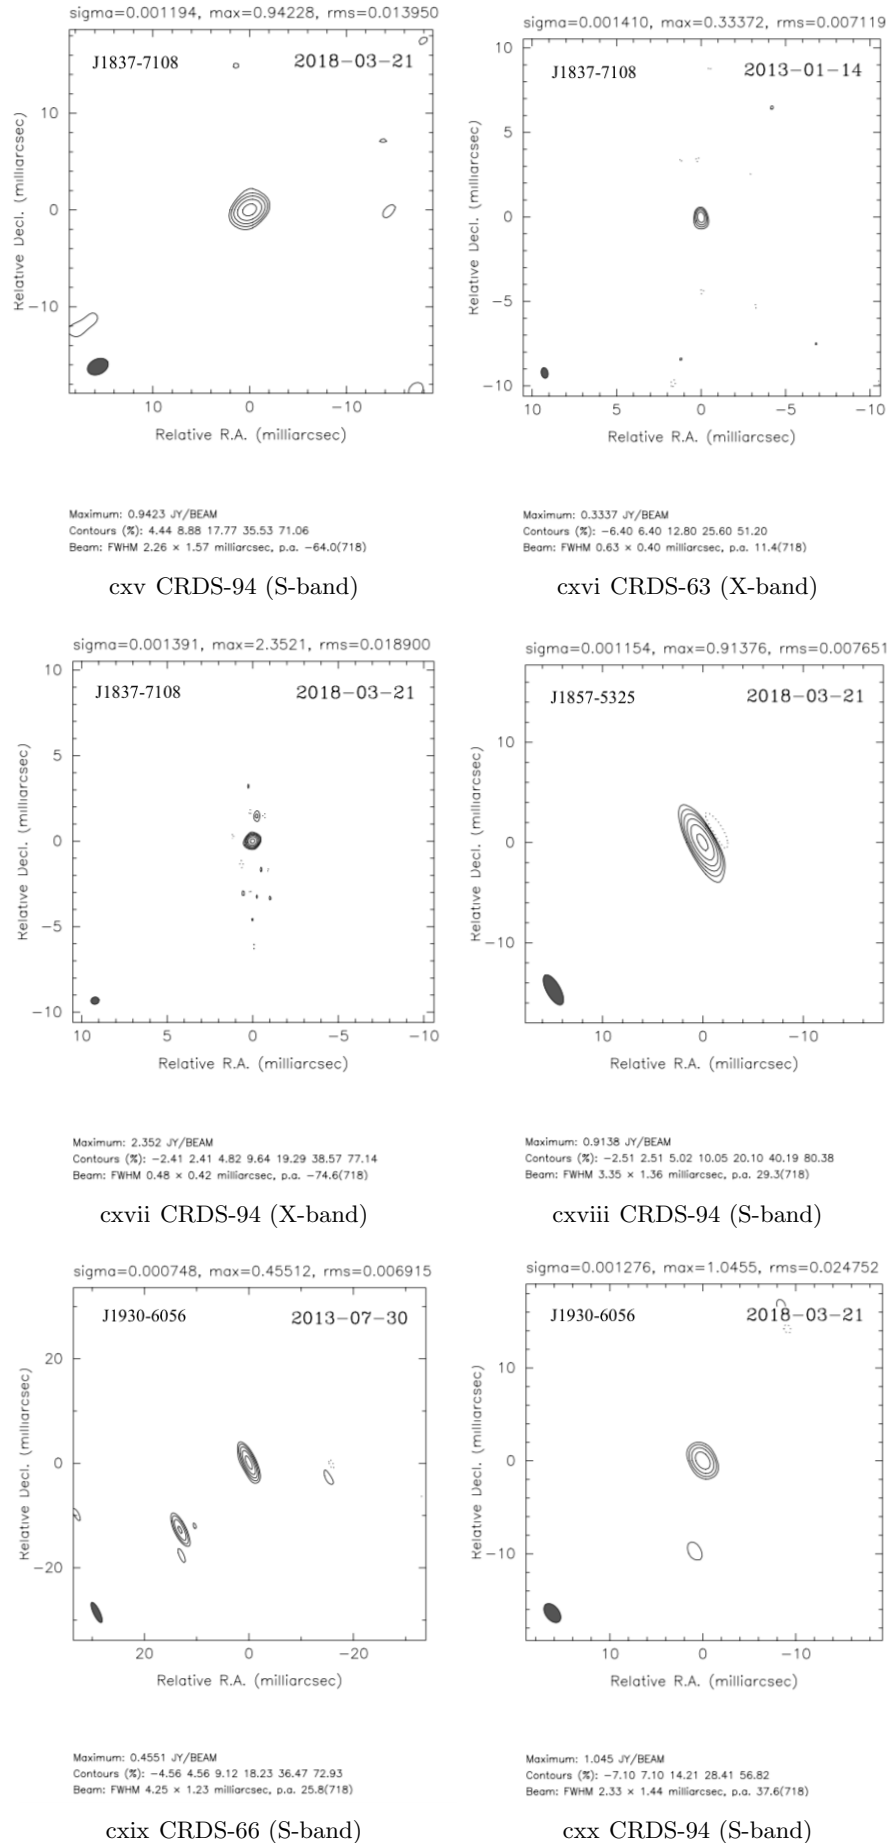 sigma=0.001194, max=0.94228, rms=0.013950
J1837-7108 2018-03-21
10
0
−10
Relative Decl. (milliarcsec)
10 0 −10
Relative R.A. (milliarcsec)
Maximum: 0.9423 JY/BEAM
Contours (%): 4.44 8.88 17.77 35.53 71.06
Beam: FWHM 2.26 × 1.57 milliarcsec, p.a. −64.0(718)
cxv CRDS-94 (S-band)
sigma=0.001410, max=0.33372, rms=0.007119
J1837-7108 2013-01-14
10
5
0
−5
−10
Relative Decl. (milliarcsec)
10 5 0 −5 −10
Relative R.A. (milliarcsec)
Maximum: 0.3337 JY/BEAM
Contours (%): −6.40 6.40 12.80 25.60 51.20
Beam: FWHM 0.63 × 0.40 milliarcsec, p.a. 11.4(718)
cxvi CRDS-63 (X-band)
sigma=0.001391, max=2.3521, rms=0.018900
J1837-7108 2018-03-21
10
5
0
−5
−10
Relative Decl. (milliarcsec)
10 5 0 −5 −10
Relative R.A. (milliarcsec)
Maximum: 2.352 JY/BEAM
Contours (%): −2.41 2.41 4.82 9.64 19.29 38.57 77.14
Beam: FWHM 0.48 × 0.42 milliarcsec, p.a. −74.6(718)
cxvii CRDS-94 (X-band)
sigma=0.001154, max=0.91376, rms=0.007651
J1857-5325 2018-03-21
10
0
−10
Relative Decl. (milliarcsec)
10 0 −10
Relative R.A. (milliarcsec)
Maximum: 0.9138 JY/BEAM
Contours (%): −2.51 2.51 5.02 10.05 20.10 40.19 80.38
Beam: FWHM 3.35 × 1.36 milliarcsec, p.a. 29.3(718)
cxviii CRDS-94 (S-band)
sigma=0.000748, max=0.45512, rms=0.006915
J1930-6056 2013-07-30
20
0
−20
Relative Decl. (milliarcsec)
20 0 −20
Relative R.A. (milliarcsec)
Maximum: 0.4551 JY/BEAM
Contours (%): −4.56 4.56 9.12 18.23 36.47 72.93
Beam: FWHM 4.25 × 1.23 milliarcsec, p.a. 25.8(718)
cxix CRDS-66 (S-band)
sigma=0.001276, max=1.0455, rms=0.024752
J1930-6056 2018-03-21
10
0
−10
Relative Decl. (milliarcsec)
10 0 −10
Relative R.A. (milliarcsec)
Maximum: 1.045 JY/BEAM
Contours (%): −7.10 7.10 14.21 28.41 56.82
Beam: FWHM 2.33 × 1.44 milliarcsec, p.a. 37.6(718)
cxx CRDS-94 (S-band)